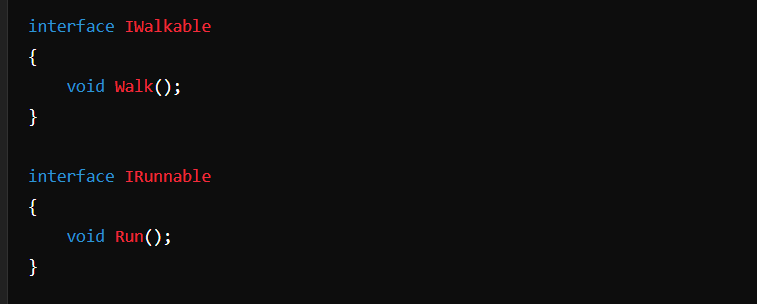 interface IWalkable
{
    void Walk();
}

interface IRunnable
{
    void Run();
}